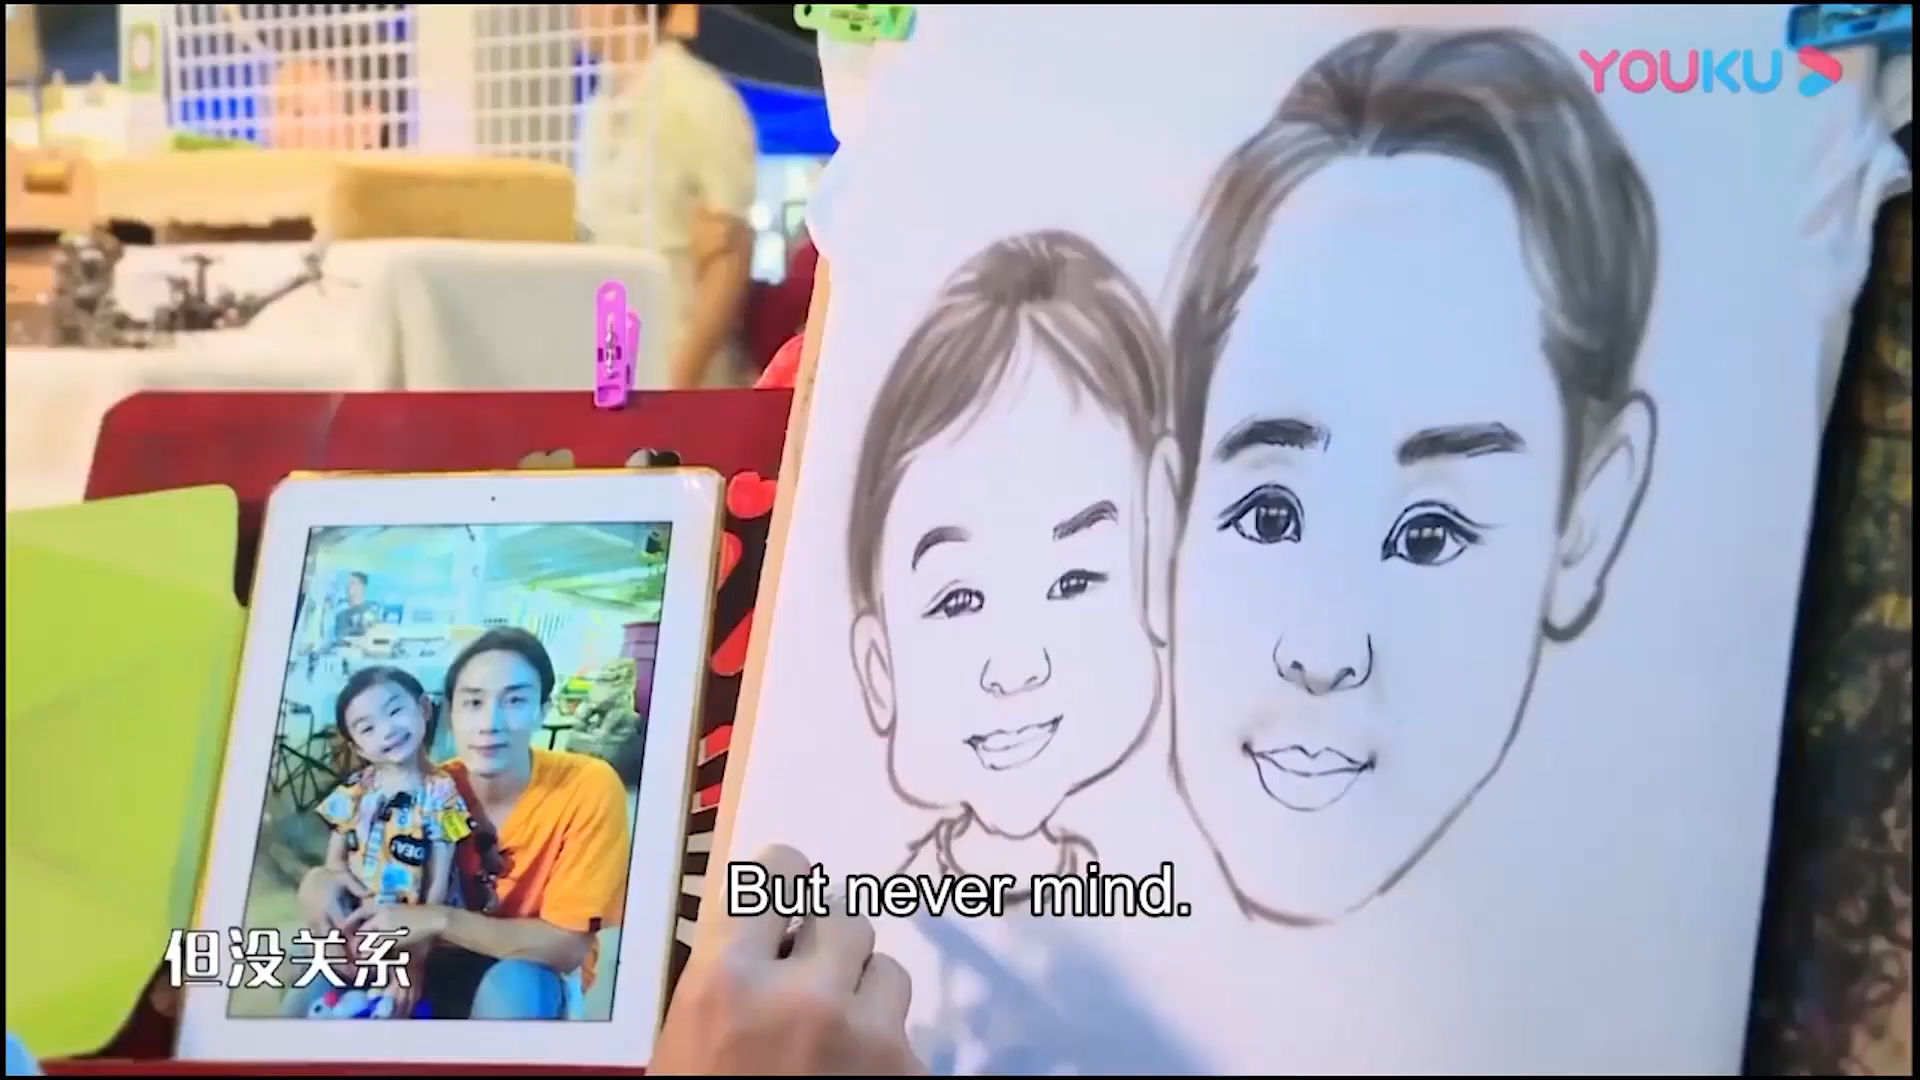 YOUKU
But never mind.
但没关系